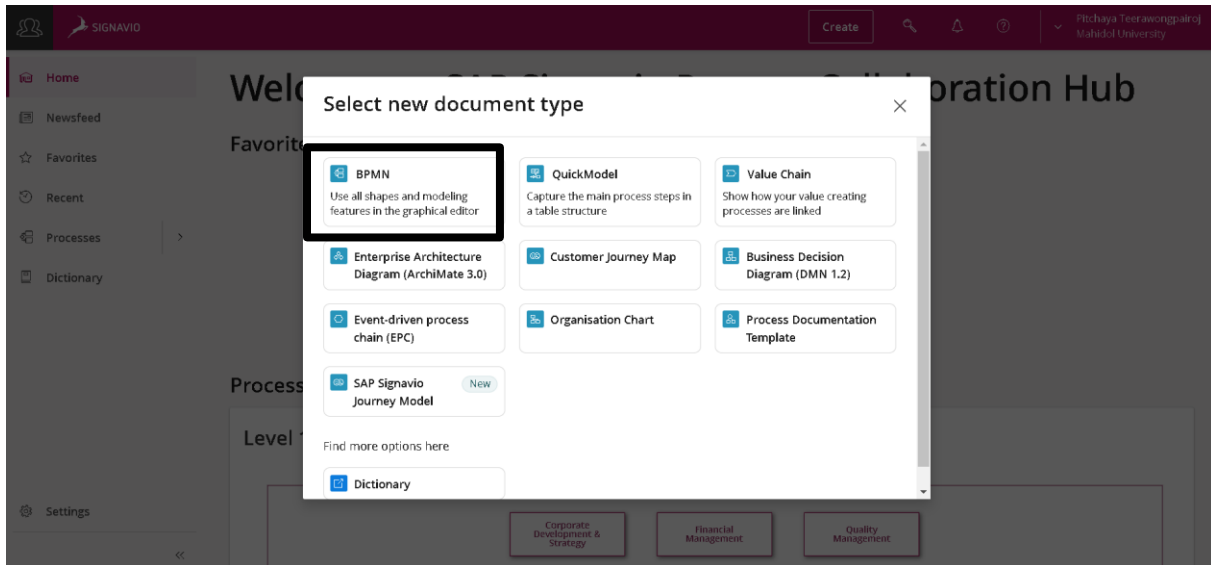 SIGNAVIO
Create
Pitchaya Teerawongpairoj
Mahidol University
Home
Newsfeed
Favorites
Recent
Processes
Dictionary
Settings
Welc
oration Hub
Favorit
Process
Level 1
Select new document type
BPMN
Use all shapes and modeling
features in the graphical editor
QuickModel
Capture the main process steps in
a table structure
Value Chain
Show how your value creating
processes are linked
Enterprise Architecture
Diagram (ArchiMate 3.0)
Customer Journey Map
Business Decision
Diagram (DMN 1.2)
Event-driven process
chain (EPC)
Organisation Chart
Process Documentation
Template
SAP Signavio
Journey Model
New
Find more options here
Dictionary
Corporate
Development &
Strategy
Financial
Management
Quality
Management